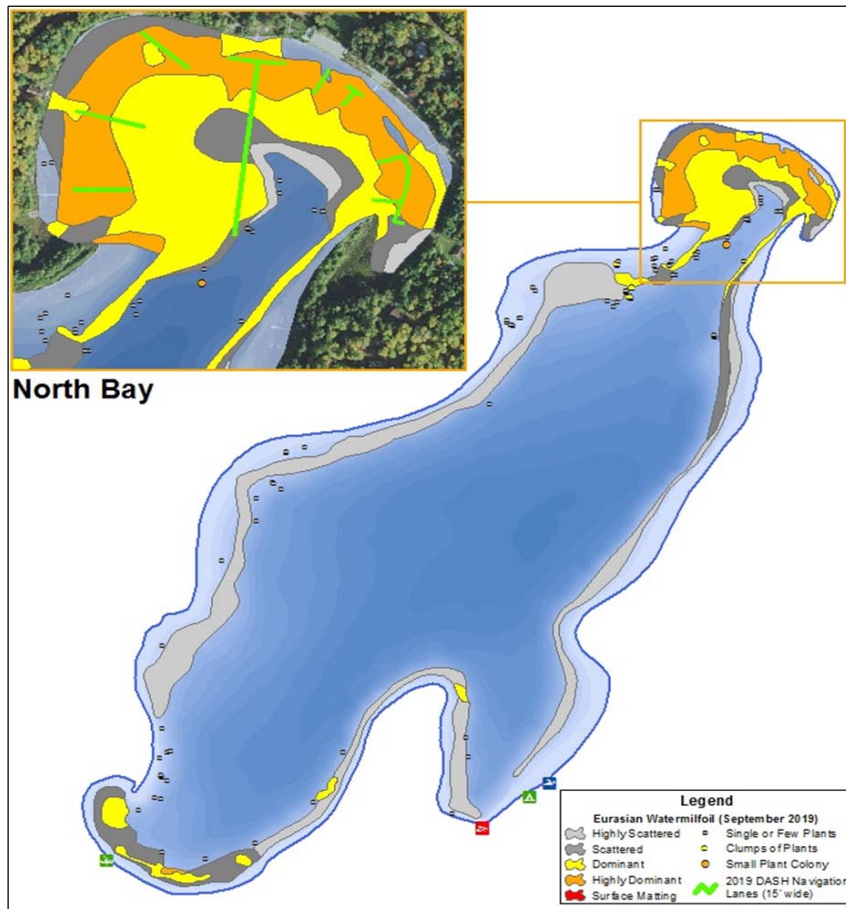 North Bay
Legend
Eurasian Watermilfoil (September 2019)
Highly Scattered
Scattered
Dominant
Highly Dominant
Surface Matting
Single or Few Plants
Clumps of Plants
Small Plant Colony
2019 DASH Navigation
Lanes (15' wide)